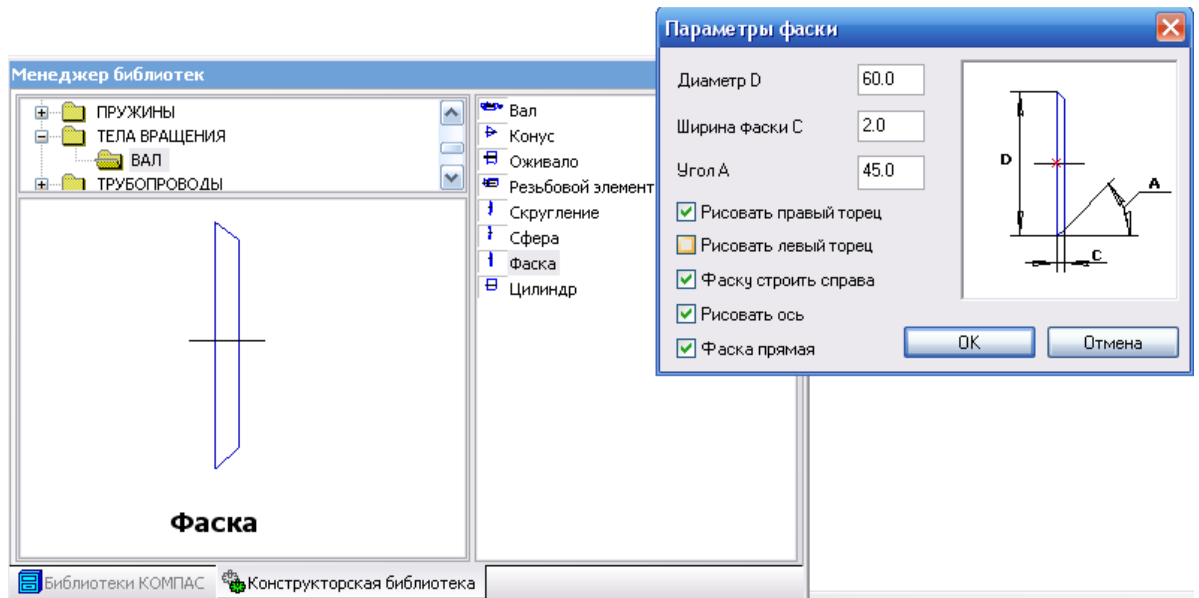 Менеджер библиотек
ПРУЖИНЫ
ТЕЛА ВРАЩЕНИЯ
ВАЛ
ТРУБОПРОВОДЫ
Фаска
Вал
Конус
Оживало
Резьбовой элемент
Скругление
Сфера
Фаска
Цилиндр
Библиотеки КОМПАС
Конструкторская библиотека
Параметры фаски
Диаметр D 60.0
Ширина фаски C 2.0
Угол A 45.0
Рисовать правый торец
Рисовать левый торец
Фаску строить справа
Рисовать ось
Фаска прямая
D
A
C
OK Отмена